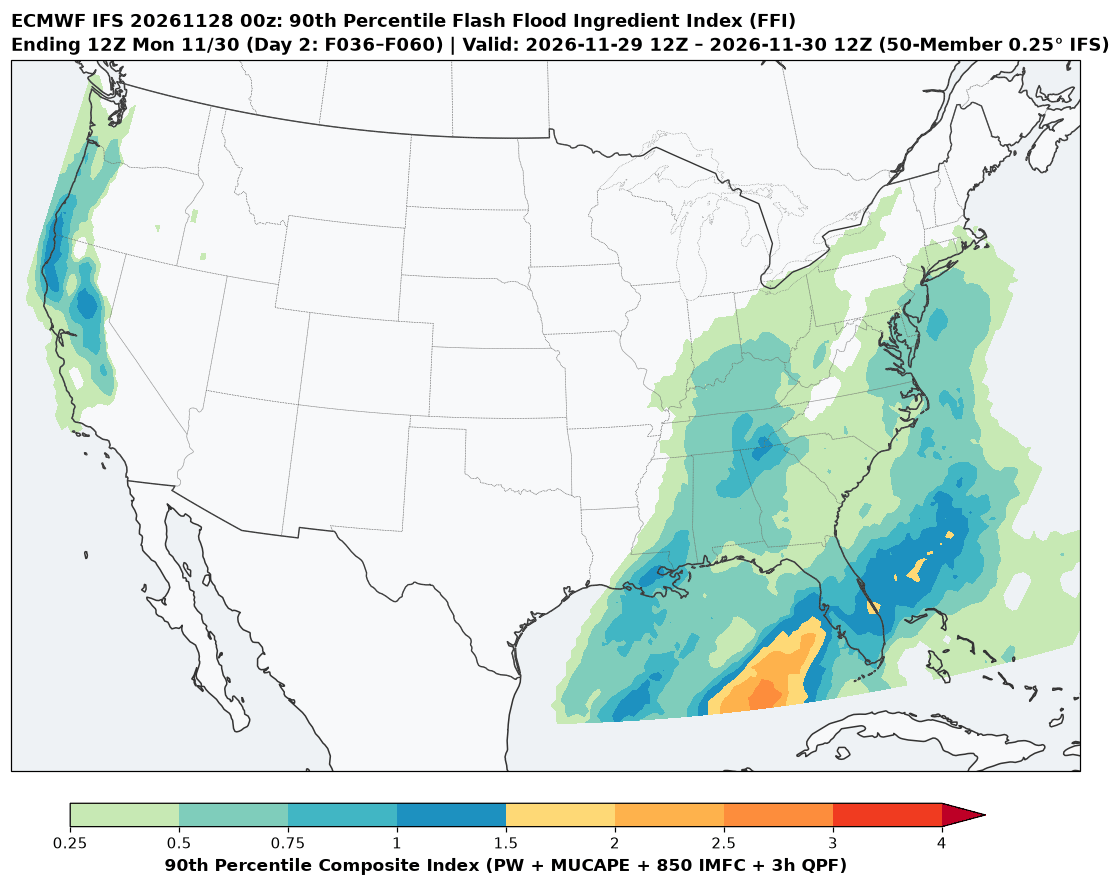 ECMWF IFS 20261128 00z: 90th Percentile Flash Flood Ingredient Index (FFI)
Ending 12Z Mon 11/30 (Day 2: F036–F060) | Valid: 2026-11-29 12Z – 2026-11-30 12Z (50-Member 0.25° IFS)
0.25 0.5 0.75 1 1.5 2 2.5 3 4
90th Percentile Composite Index (PW + MUCAPE + 850 IMFC + 3h QPF)